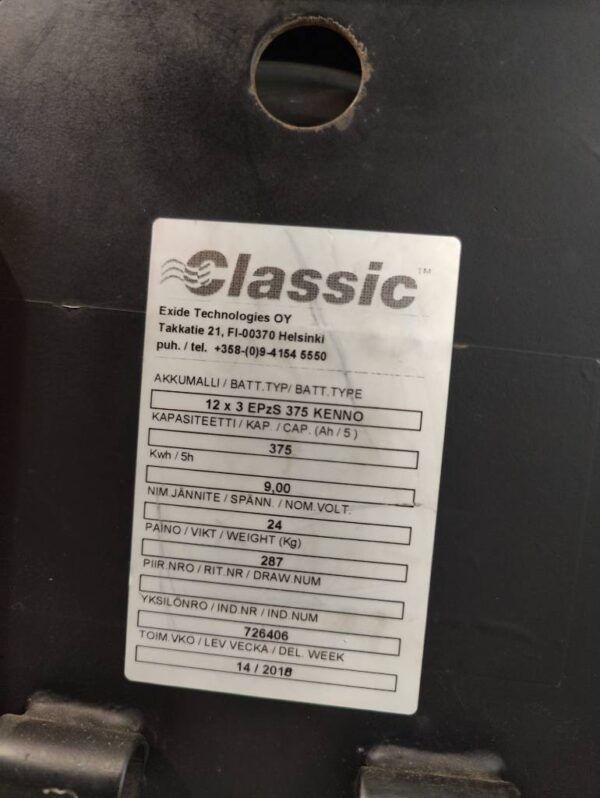 Classic™
Exide Technologies OY
Takkatie 21, FI-00370 Helsinki
puh. / tel. +358-(0)9-4154 5550
AKKUMALLI / BATT.TYP/ BATT.TYPE
12 x 3 EPzS 375 KENNO
KAPASITEETTI / KAP. / CAP. (Ah / 5 )
375
Kwh / 5h
9,00
NIM.JÄNNITE / SPÄNN. / NOM.VOLT.
24
PAINO / VIKT / WEIGHT (Kg)
287
PIIR.NRO / RIT.NR / DRAW.NUM
YKSILÖNRO / IND.NR / IND.NUM
726406
TOIM.VKO / LEV.VECKA / DEL. WEEK
14 / 2018